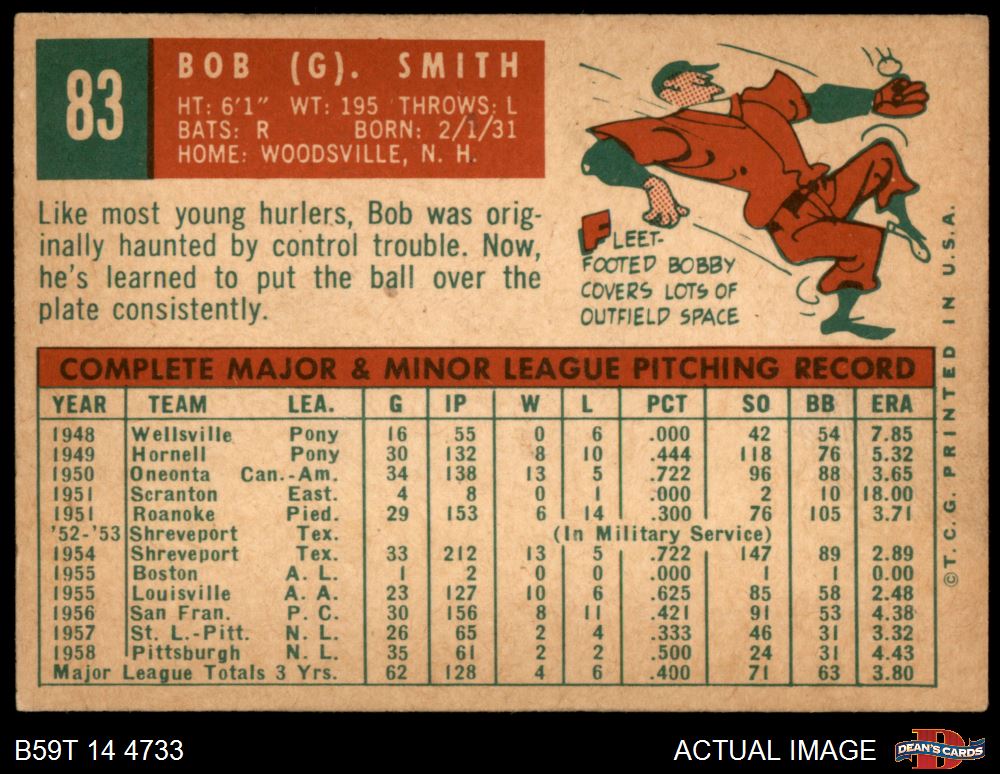 83
BOB (G). SMITH
HT: 6'1" WT: 195 THROWS: L
BATS: R BORN: 2/1/31
HOME: WOODSVILLE, N. H.
Like most young hurlers, Bob was orig-
inally haunted by control trouble. Now,
he's learned to put the ball over the
plate consistently.
FLEET-
FOOTED BOBBY
COVERS LOTS OF
OUTFIELD SPACE
COMPLETE MAJOR & MINOR LEAGUE PITCHING RECORD
YEAR TEAM LEA. G IP W L PCT SO BB ERA
1948 Wellsville Pony 16 55 0 6 .000 42 54 7.85
1949 Hornell Pony 30 132 8 10 .444 118 76 5.32
1950 Oneonta Can.-Am. 34 138 13 5 .722 96 88 3.65
1951 Scranton East. 4 8 0 1 .000 2 10 18.00
1951 Roanoke Pied. 29 153 6 14 .300 76 105 3.71
'52-'53 Shreveport Tex. (In Military Service)
1954 Shreveport Tex. 33 212 13 5 .722 147 89 2.89
1955 Boston A. L. 1 2 0 0 .000 1 1 0.00
1955 Louisville A. A. 23 127 10 6 .625 85 58 2.48
1956 San Fran. P. C. 30 156 8 11 .421 91 53 4.38
1957 St. L.-Pitt. N. L. 26 65 2 4 .333 46 31 3.32
1958 Pittsburgh N. L. 35 61 2 2 .500 24 31 4.43
Major League Totals 3 Yrs. 62 128 4 6 .400 71 63 3.80
©T. C. G. PRINTED IN U. S. A.
B59T 14 4733
ACTUAL IMAGE
D
DEAN'S CARDS